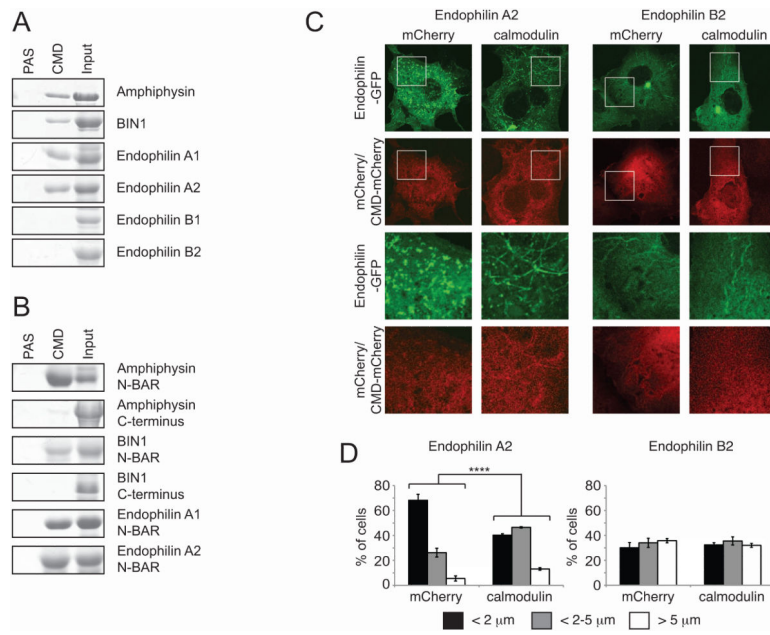 A
PAS
CMD
Input
Amphiphysin
BIN1
Endophilin A1
Endophilin A2
Endophilin B1
Endophilin B2
B
PAS
CMD
Input
Amphiphysin
N-BAR
Amphiphysin
C-terminus
BIN1
N-BAR
BIN1
C-terminus
Endophilin A1
N-BAR
Endophilin A2
N-BAR
C
Endophilin A2
Endophilin B2
mCherry
calmodulin
mCherry
calmodulin
Endophilin
-GFP
mCherry/
CMD-mCherry
Endophilin
-GFP
mCherry/
CMD-mCherry
D
Endophilin A2
Endophilin B2
% of cells
80
60
40
20
0
****
mCherry
calmodulin
% of cells
80
60
40
20
0
mCherry
calmodulin
< 2 μm
< 2-5 μm
> 5 μm